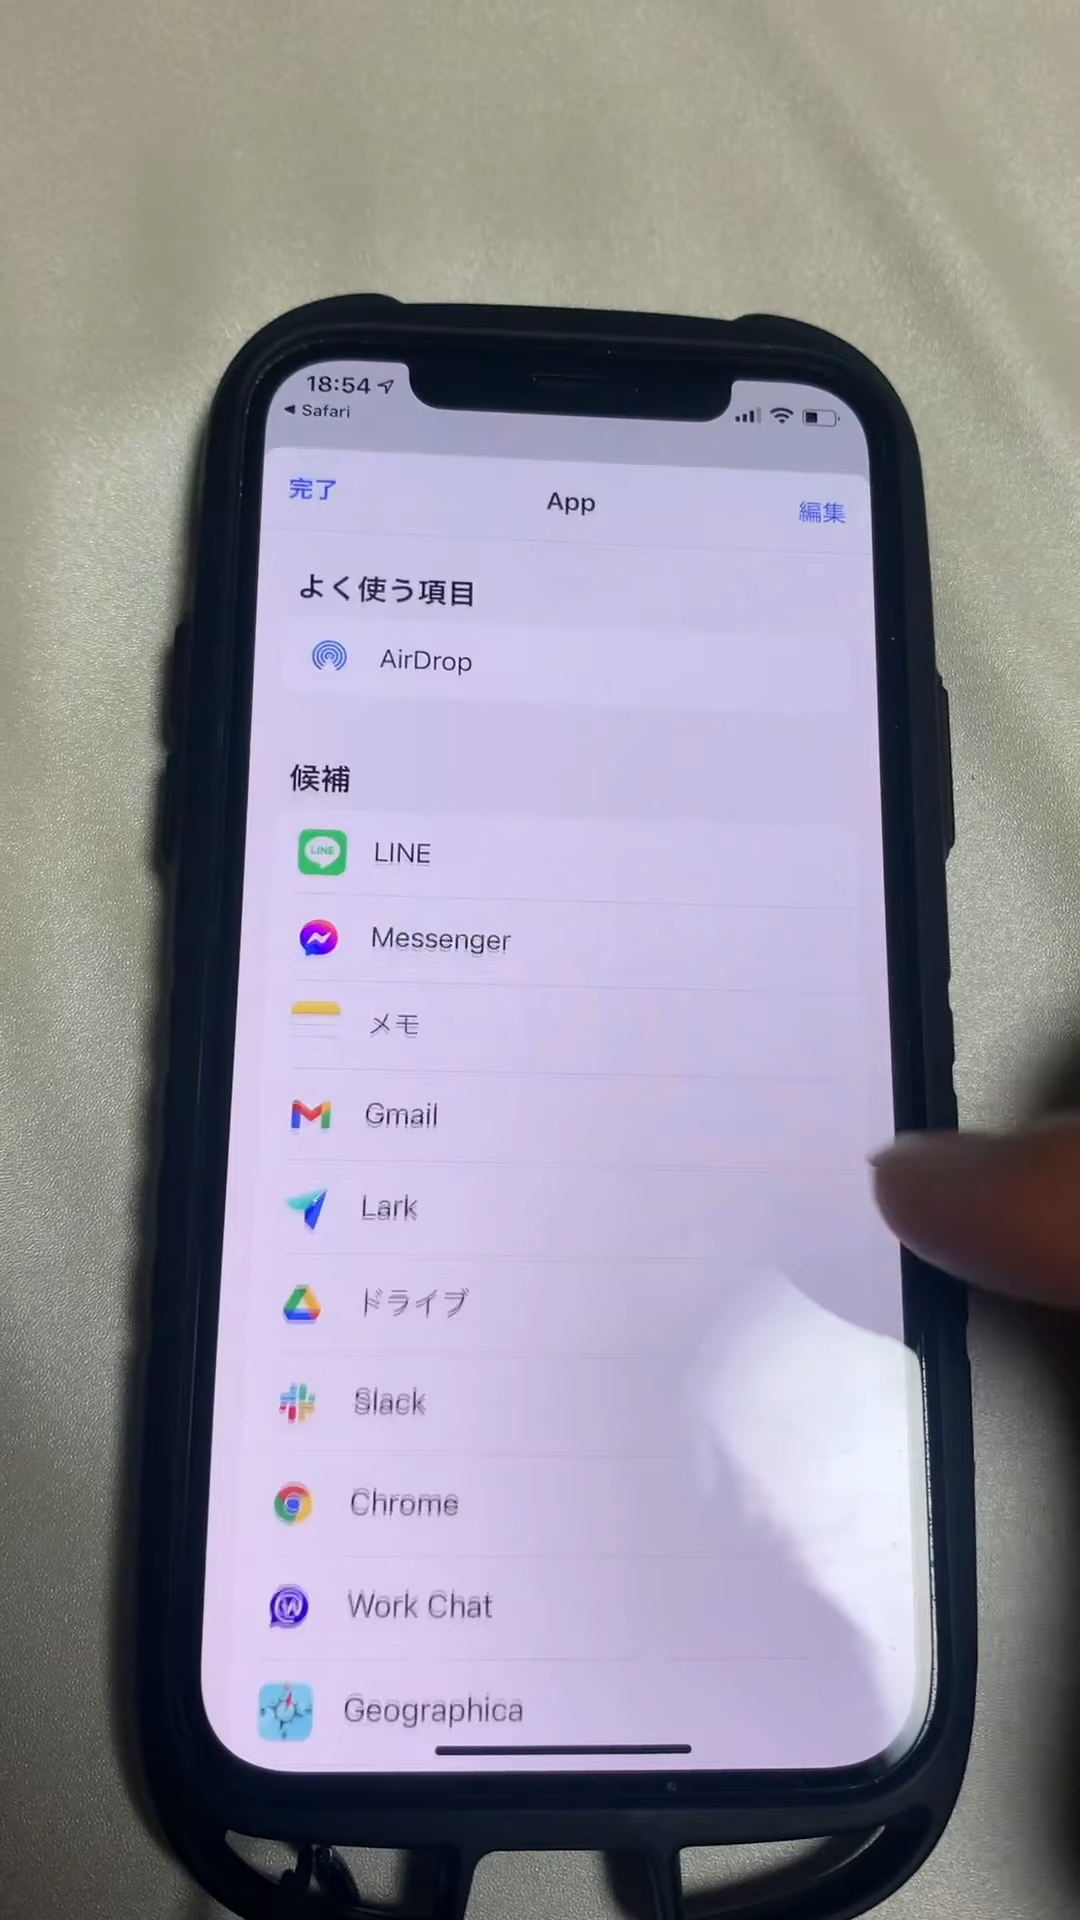 18:54
◀ Safari
完了
App
編集
よく使う項目
AirDrop
候補
LINE
LINE
Messenger
メモ
Gmail
Lark
ドライブ
Slack
Chrome
W
Work Chat
Geographica